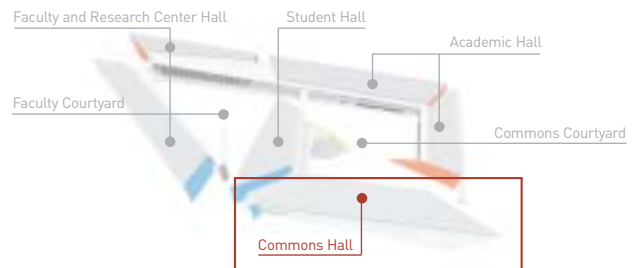 Faculty and Research Center Hall
Student Hall
Academic Hall
Faculty Courtyard
Commons Courtyard
Commons Hall